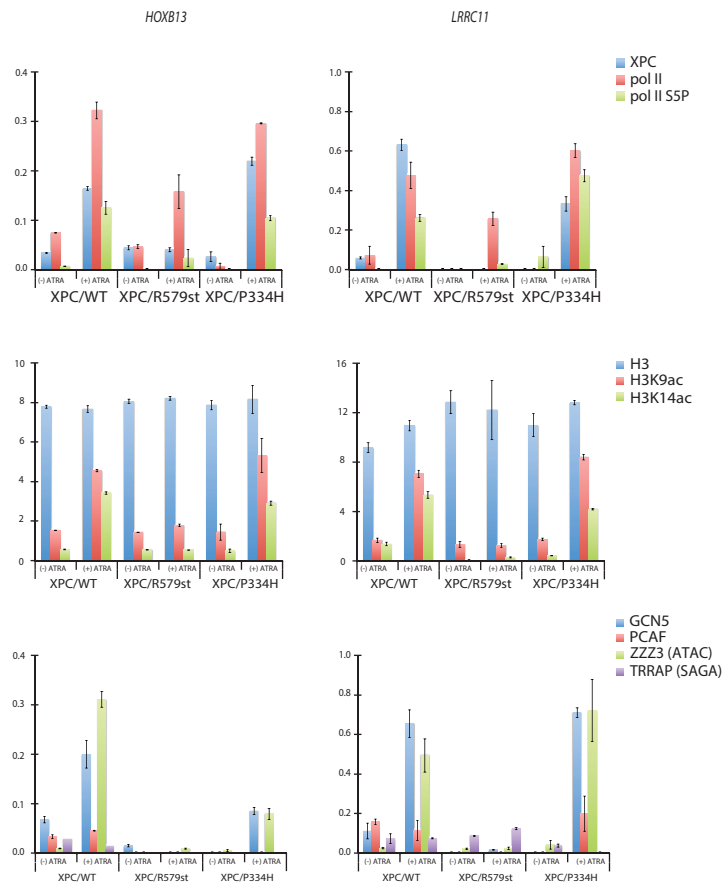 HOXB13 LRRC11
XPC
pol II
pol II S5P
0.4
0.3
0.2
0.1
0.0
(-) ATRA (+) ATRA (-) ATRA (+) ATRA (-) ATRA (+) ATRA
XPC/WT XPC/R579st XPC/P334H
1.0
0.8
0.6
0.4
0.2
0.0
(-) ATRA (+) ATRA (-) ATRA (+) ATRA (-) ATRA (+) ATRA
XPC/WT XPC/R579st XPC/P334H
H3
H3K9ac
H3K14ac
10
8
6
4
2
0
(-) ATRA (+) ATRA (-) ATRA (+) ATRA (-) ATRA (+) ATRA
XPC/WT XPC/R579st XPC/P334H
16
12
8
4
0
(-) ATRA (+) ATRA (-) ATRA (+) ATRA (-) ATRA (+) ATRA
XPC/WT XPC/R579st XPC/P334H
GCN5
PCAF
ZZZ3 (ATAC)
TRRAP (SAGA)
0.4
0.3
0.2
0.1
0.0
(-) ATRA (+) ATRA (-) ATRA (+) ATRA (-) ATRA (+) ATRA
XPC/WT XPC/R579st XPC/P334H
1.0
0.8
0.6
0.4
0.2
0.0
(-) ATRA (+) ATRA (-) ATRA (+) ATRA (-) ATRA (+) ATRA
XPC/WT XPC/R579st XPC/P334H